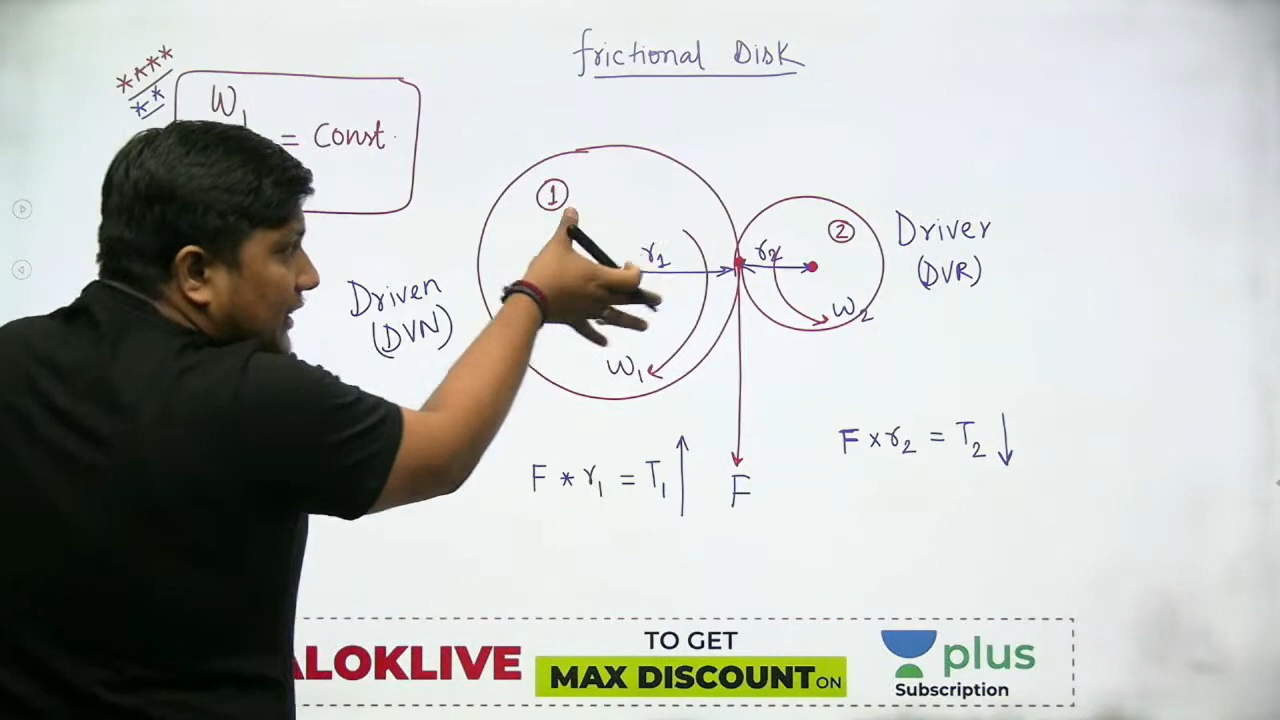 frictional Disk
****
**
W1
= Const.
1
2
r1
r2
Driver
(DVR)
Driven
(DVN)
W2
W1
F × r2 = T2 ↓
F * r1 = T1 ↑
F
ALOKLIVE
TO GET
MAX DISCOUNT ON
plus
Subscription